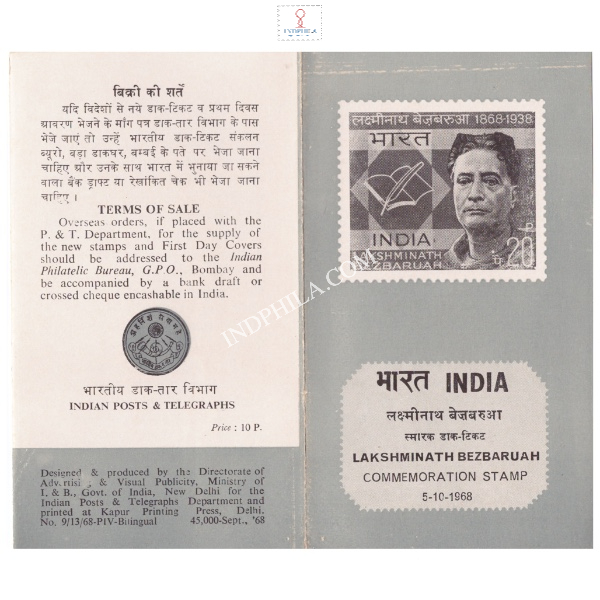 INDPHILA
बिक्री की शर्तें
यदि विदेशों से नये डाक-टिकट व प्रथम दिवस
आवरण भेजने के माँग पत्र डाक-तार विभाग के पास
भेजे जाएं तो उन्हें भारतीय डाक-टिकट संकलन
ब्यूरो, बड़ा डाकघर, बम्बई के पते पर भेजा जाना
चाहिए और उनके साथ भारत में भुनाया जा सकने
वाला बैंक ड्राफ्ट या रेखांकित चेक भी भेजा जाना
चाहिए ।
TERMS OF SALE
Overseas orders, if placed with the
P. & T. Department, for the supply of
the new stamps and First Day Covers
should be addressed to the Indian
Philatelic Bureau, G.P.O., Bombay and
be accompanied by a bank draft or
crossed cheque encashable in India.
भारतीय डाक-तार विभाग
INDIAN POSTS & TELEGRAPHS
Price : 10 P.
Designed & produced by the Directorate of
& Visual Publicity, Ministry of
I. & B., Govt. of India, New Delhi for the
Indian Posts & Telegraphs Department and
printed at Kapur Printing Press, Delhi.
No. 9/13/68-PIV-Bilingual 45,000-Sept., '68
लक्ष्मीनाथ बेज़बरुआ 1868-1938
भारत
INDIA
20
प.
LAKSHMINATH
BEZBARUAH
भारत INDIA
लक्ष्मीनाथ बेज़बरुआ
स्मारक डाक-टिकट
LAKSHMINATH BEZBARUAH
COMMEMORATION STAMP
5-10-1968
INDPHILA.COM